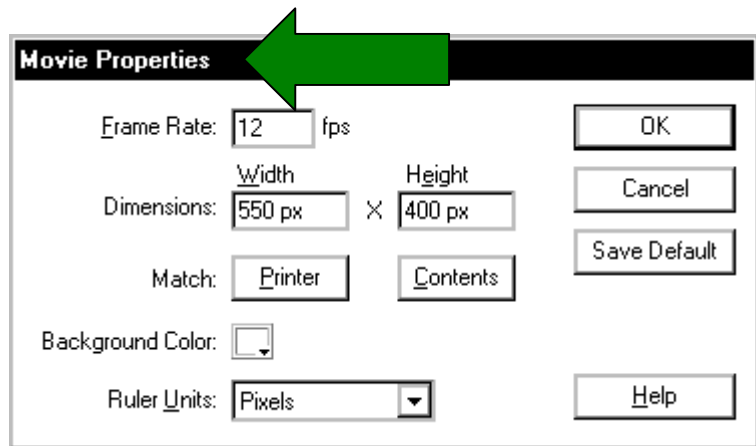 Movie Properties
Frame Rate: 12 fps
OK
Width Height
Dimensions: 550 px X 400 px
Cancel
Save Default
Match: Printer Contents
Background Color:
Ruler Units: Pixels
Help